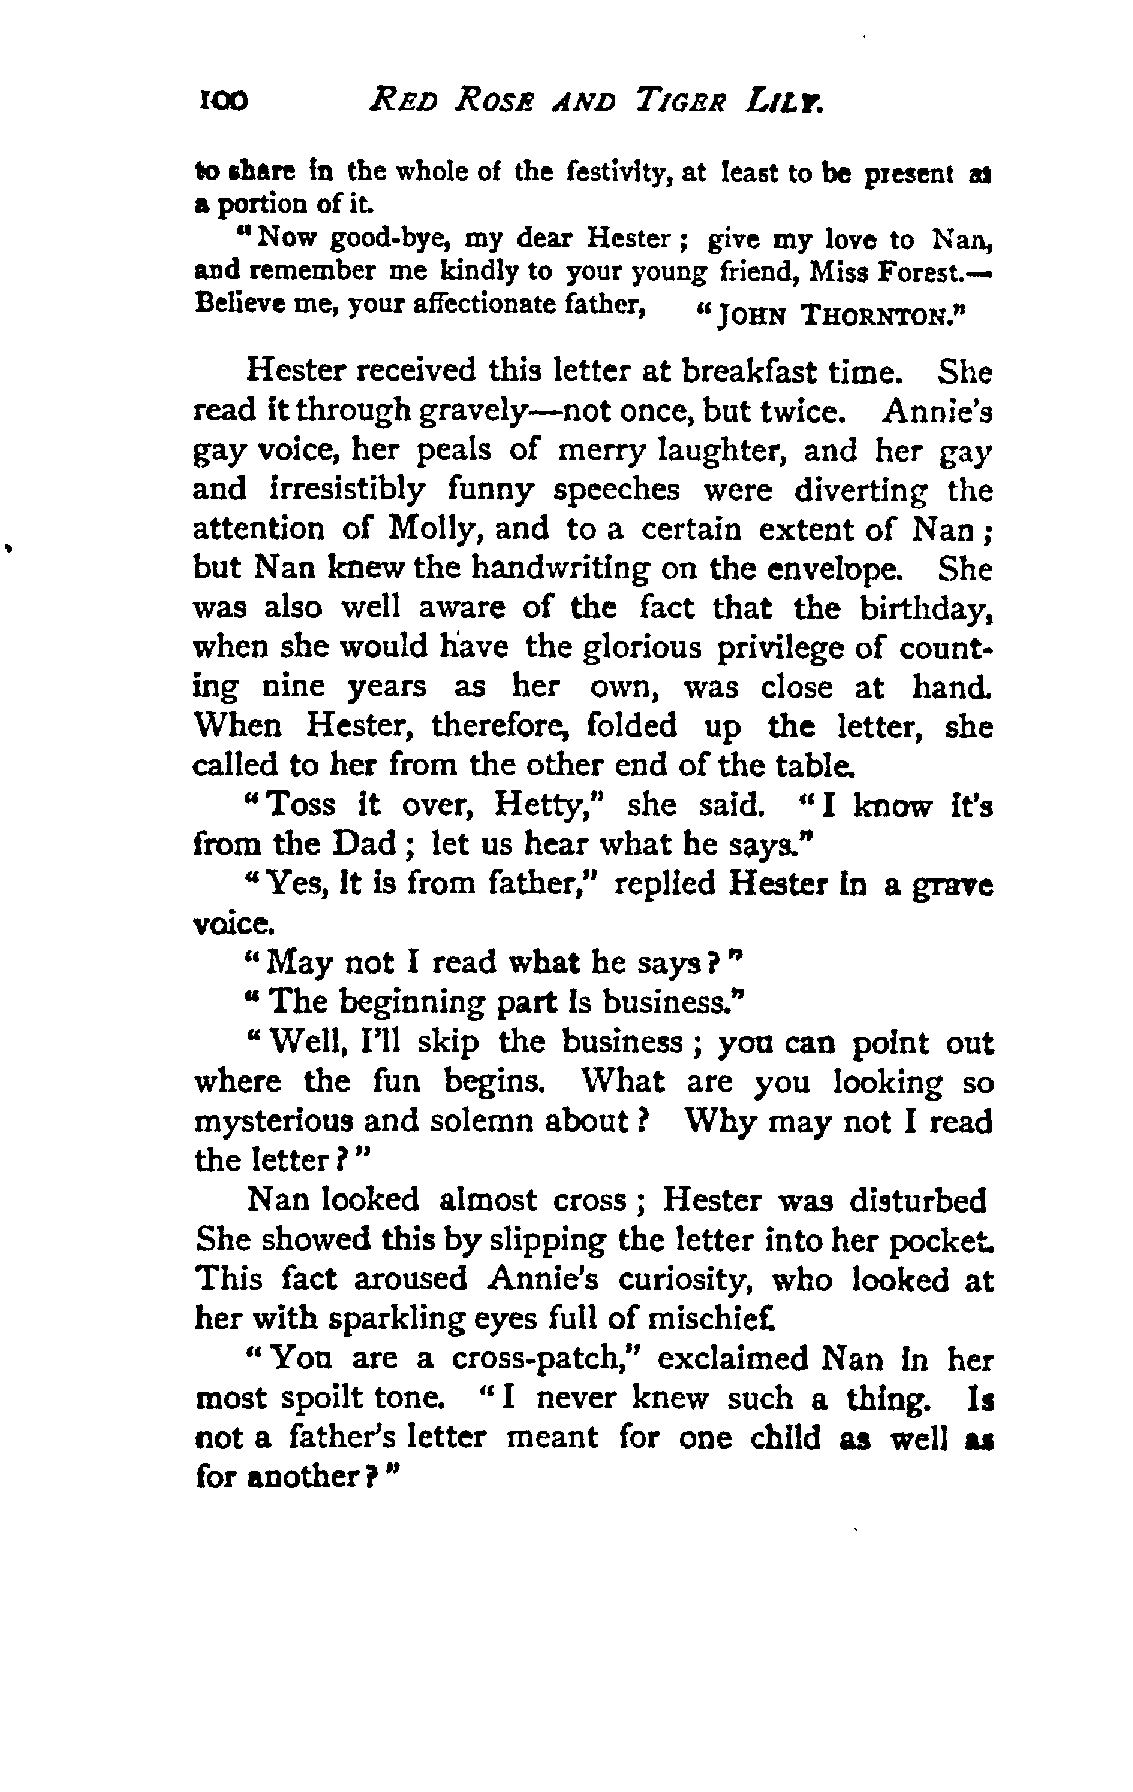 100 RED ROSE AND TIGER LILY.
to share in the whole of the festivity, at least to be present at
a portion of it.
"Now good-bye, my dear Hester; give my love to Nan,
and remember me kindly to your young friend, Miss Forest.—
Believe me, your affectionate father, "JOHN THORNTON."
Hester received this letter at breakfast time. She
read it through gravely—not once, but twice. Annie's
gay voice, her peals of merry laughter, and her gay
and irresistibly funny speeches were diverting the
attention of Molly, and to a certain extent of Nan;
but Nan knew the handwriting on the envelope. She
was also well aware of the fact that the birthday,
when she would have the glorious privilege of count-
ing nine years as her own, was close at hand.
When Hester, therefore, folded up the letter, she
called to her from the other end of the table.
"Toss it over, Hetty," she said. "I know it's
from the Dad; let us hear what he says."
"Yes, it is from father," replied Hester in a grave
voice.
"May not I read what he says?"
"The beginning part is business."
"Well, I'll skip the business; you can point out
where the fun begins. What are you looking so
mysterious and solemn about? Why may not I read
the letter?"
Nan looked almost cross; Hester was disturbed
She showed this by slipping the letter into her pocket.
This fact aroused Annie's curiosity, who looked at
her with sparkling eyes full of mischief.
"You are a cross-patch," exclaimed Nan in her
most spoilt tone. "I never knew such a thing. Is
not a father's letter meant for one child as well as
for another?"